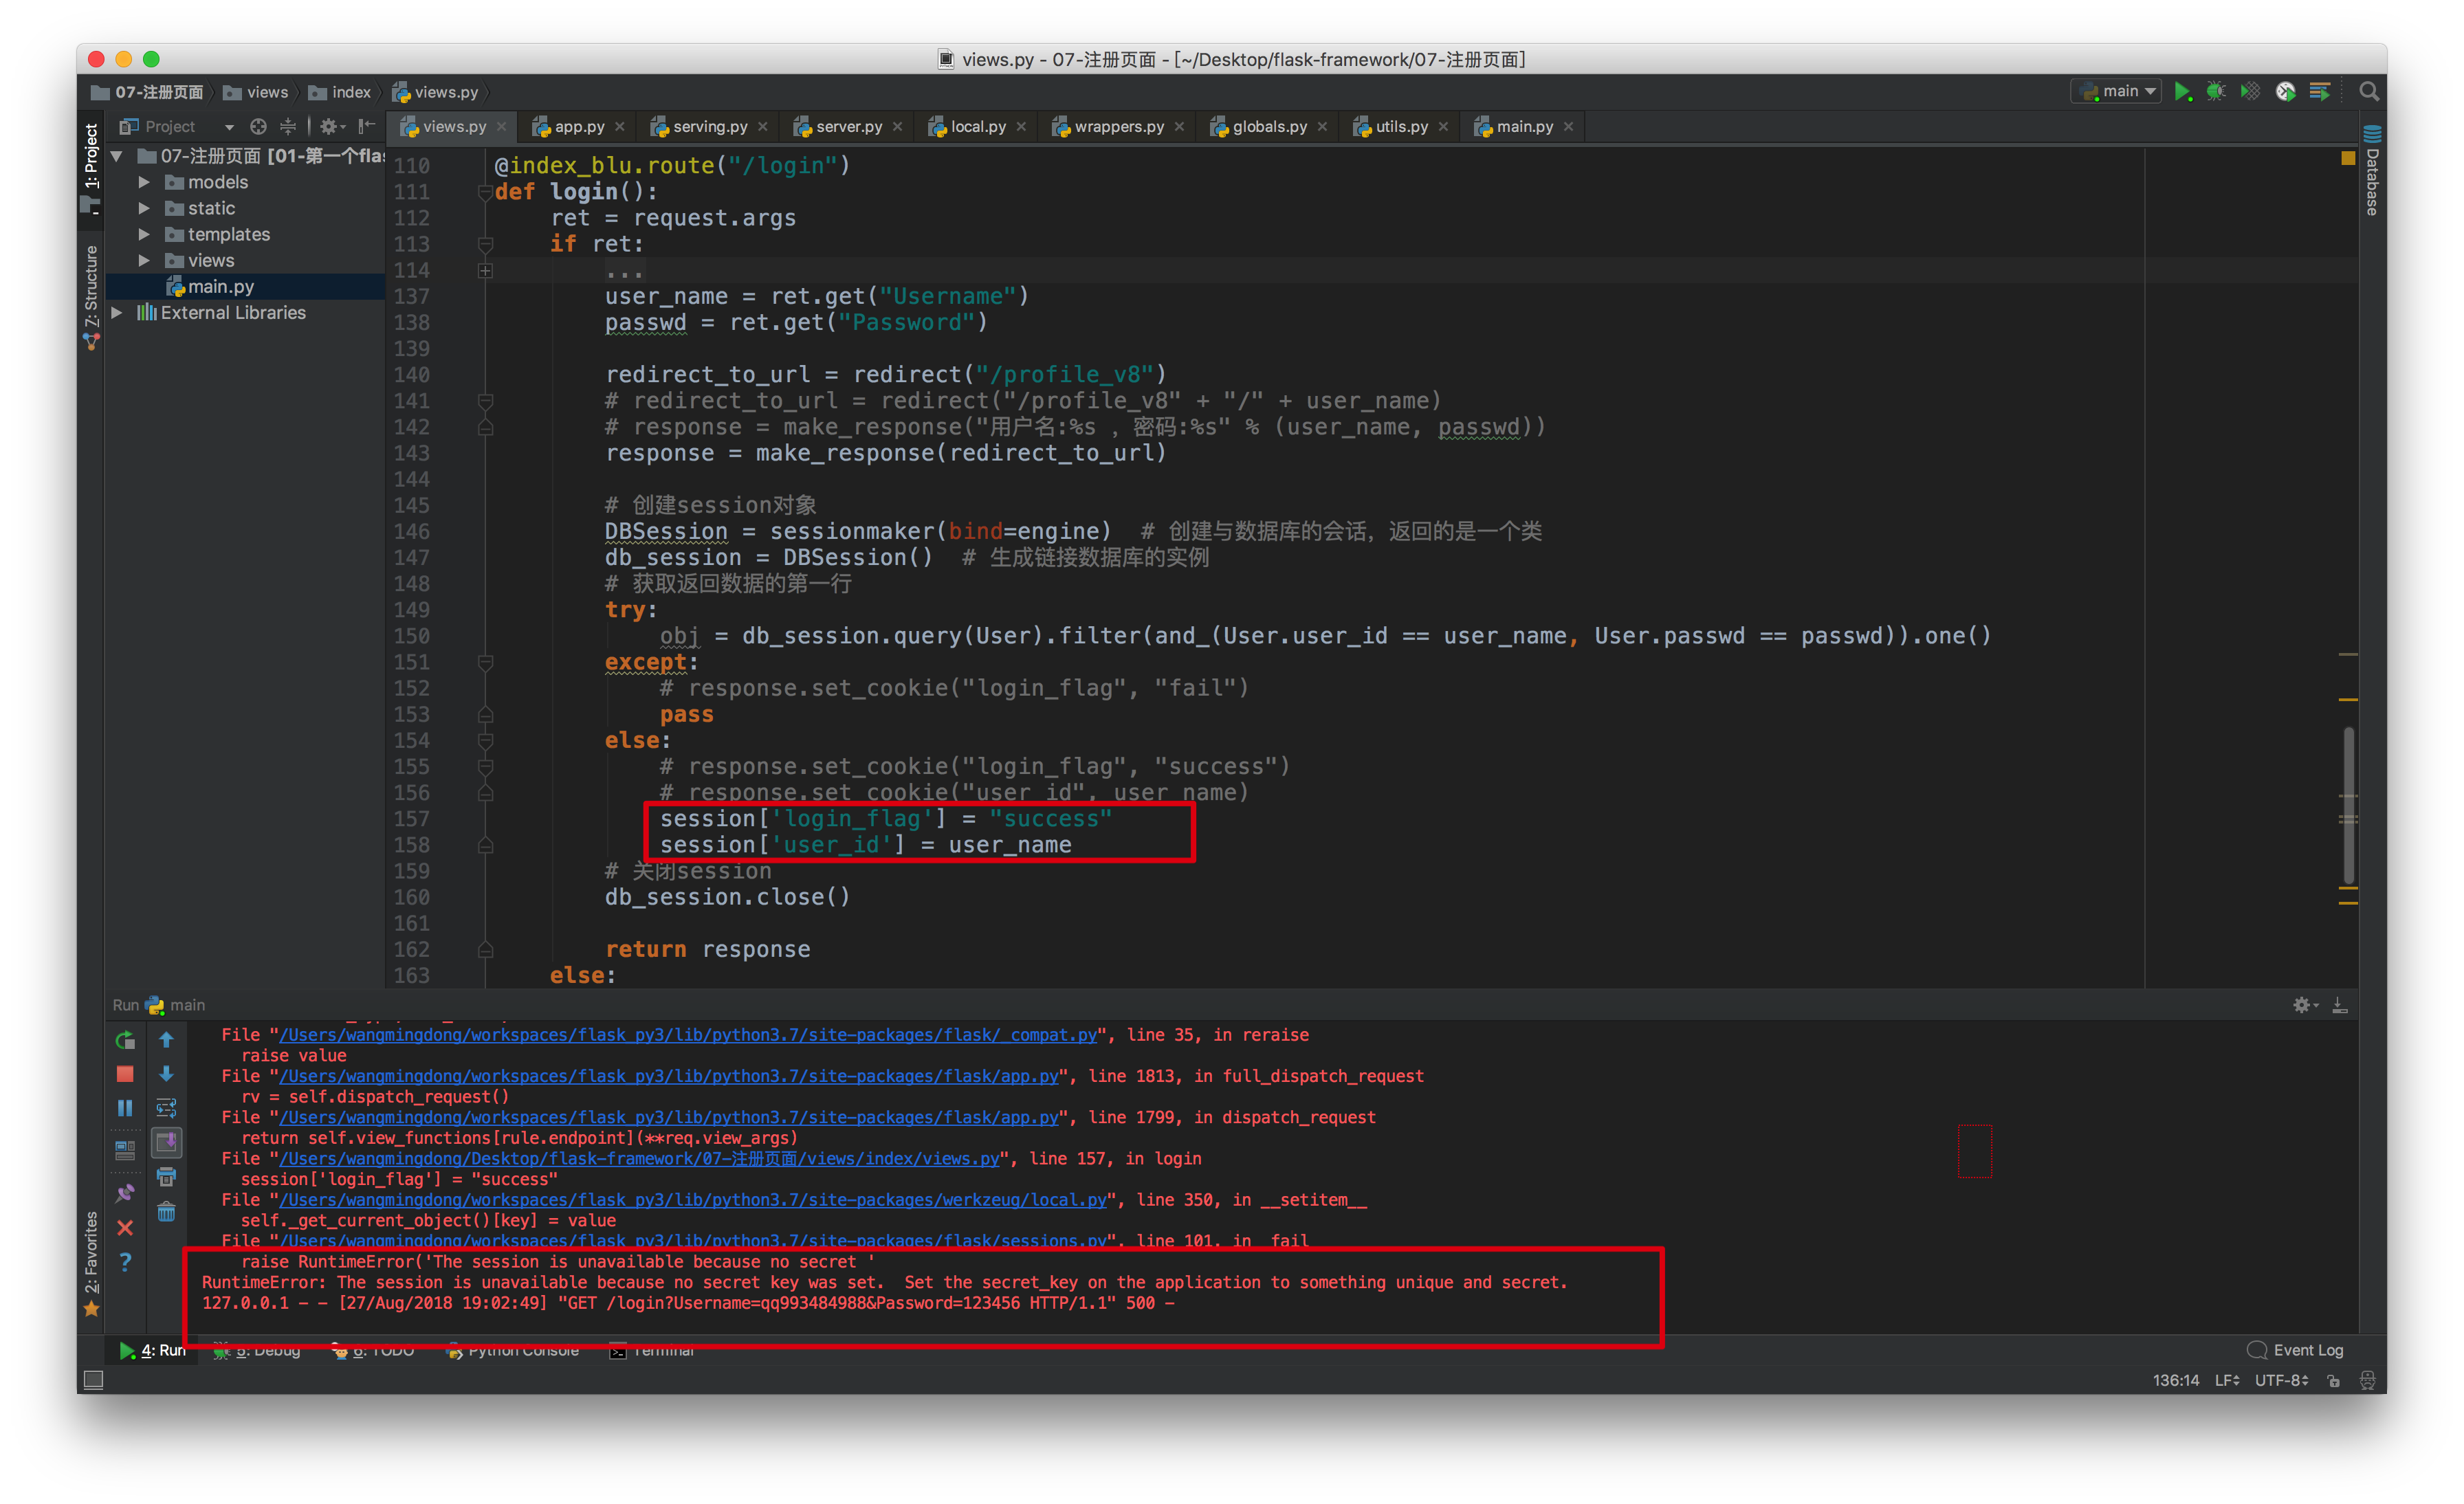 views.py - 07-注册页面 - [~/Desktop/flask-framework/07-注册页面]
07-注册页面 views index views.py
main
Project
views.py app.py serving.py server.py local.py wrappers.py globals.py utils.py main.py
1: Project
Z: Structure
2: Favorites
Database
07-注册页面 [01-第一个flas
models
static
templates
views
main.py
External Libraries
110 @index_blu.route("/login")
111 def login():
112 ret = request.args
113 if ret:
114 ...
137 user_name = ret.get("Username")
138 passwd = ret.get("Password")
139
140 redirect_to_url = redirect("/profile_v8")
141 # redirect_to_url = redirect("/profile_v8" + "/" + user_name)
142 # response = make_response("用户名:%s ，密码:%s" % (user_name, passwd))
143 response = make_response(redirect_to_url)
144
145 # 创建session对象
146 DBSession = sessionmaker(bind=engine)  # 创建与数据库的会话，返回的是一个类
147 db_session = DBSession()  # 生成链接数据库的实例
148 # 获取返回数据的第一行
149 try:
150 obj = db_session.query(User).filter(and_(User.user_id == user_name, User.passwd == passwd)).one()
151 except:
152 # response.set_cookie("login_flag", "fail")
153 pass
154 else:
155 # response.set_cookie("login_flag", "success")
156 # response.set_cookie("user_id", user_name)
157 session['login_flag'] = "success"
158 session['user_id'] = user_name
159 # 关闭session
160 db_session.close()
161
162 return response
163 else:
Run main
File "/Users/wangmingdong/workspaces/flask_py3/lib/python3.7/site-packages/flask/_compat.py", line 35, in reraise
raise value
File "/Users/wangmingdong/workspaces/flask_py3/lib/python3.7/site-packages/flask/app.py", line 1813, in full_dispatch_request
rv = self.dispatch_request()
File "/Users/wangmingdong/workspaces/flask_py3/lib/python3.7/site-packages/flask/app.py", line 1799, in dispatch_request
return self.view_functions[rule.endpoint](**req.view_args)
File "/Users/wangmingdong/Desktop/flask-framework/07-注册页面/views/index/views.py", line 157, in login
session['login_flag'] = "success"
File "/Users/wangmingdong/workspaces/flask_py3/lib/python3.7/site-packages/werkzeug/local.py", line 350, in __setitem__
self._get_current_object()[key] = value
File "/Users/wangmingdong/workspaces/flask_py3/lib/python3.7/site-packages/flask/sessions.py", line 101, in _fail
raise RuntimeError('The session is unavailable because no secret '
RuntimeError: The session is unavailable because no secret key was set.  Set the secret_key on the application to something unique and secret.
127.0.0.1 - - [27/Aug/2018 19:02:49] "GET /login?Username=qq993484988&Password=123456 HTTP/1.1" 500 -
4: Run 5: Debug 6: TODO Python Console Terminal Event Log
136:14 LF UTF-8